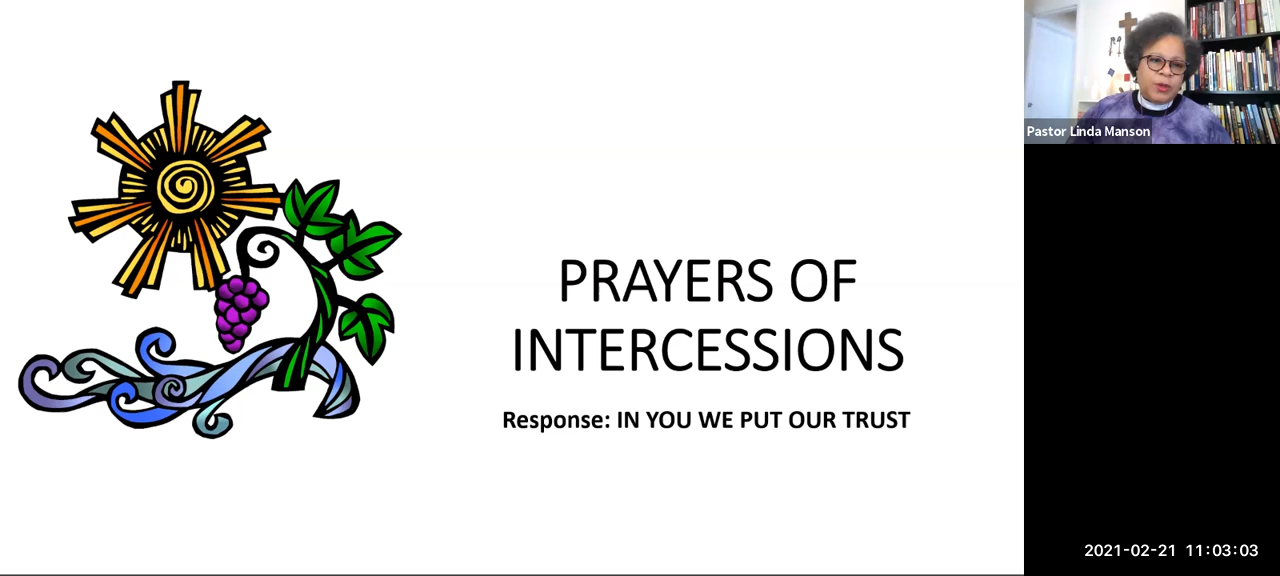 PRAYERS OF
INTERCESSIONS
Response: IN YOU WE PUT OUR TRUST
Pastor Linda Manson
2021-02-21 11:03:03